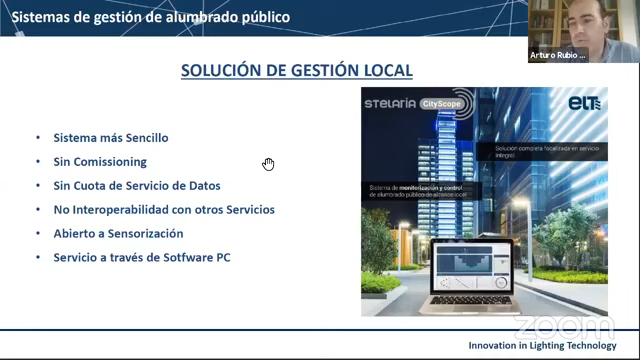 Sistemas de gestión de alumbrado público
Arturo Rubio ...
SOLUCIÓN DE GESTIÓN LOCAL
• Sistema más Sencillo
• Sin Comissioning
• Sin Cuota de Servicio de Datos
• No Interoperabilidad con otros Servicios
• Abierto a Sensorización
• Servicio a través de Sotfware PC
STELARIA CityScope
ELT
Solución completa focalizada en servicio
integral
Sistema de monitorización y control
de alumbrado público de alcance local
zoom
Innovation in Lighting Technology